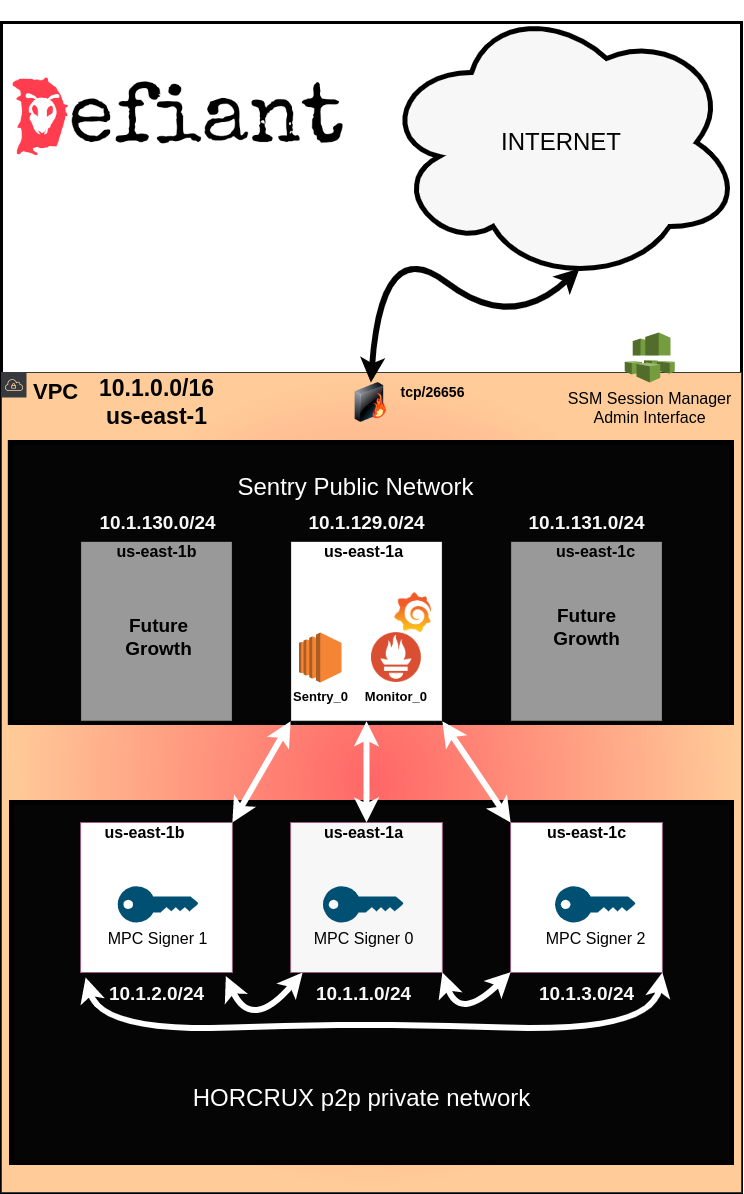 Defiant
INTERNET
VPC
10.1.0.0/16
us-east-1
tcp/26656
SSM Session Manager
Admin Interface
Sentry Public Network
10.1.130.0/24
10.1.129.0/24
10.1.131.0/24
us-east-1b
us-east-1a
us-east-1c
Future
Growth
Future
Growth
Sentry_0
Monitor_0
us-east-1b
us-east-1a
us-east-1c
MPC Signer 1
MPC Signer 0
MPC Signer 2
10.1.2.0/24
10.1.1.0/24
10.1.3.0/24
HORCRUX p2p private network